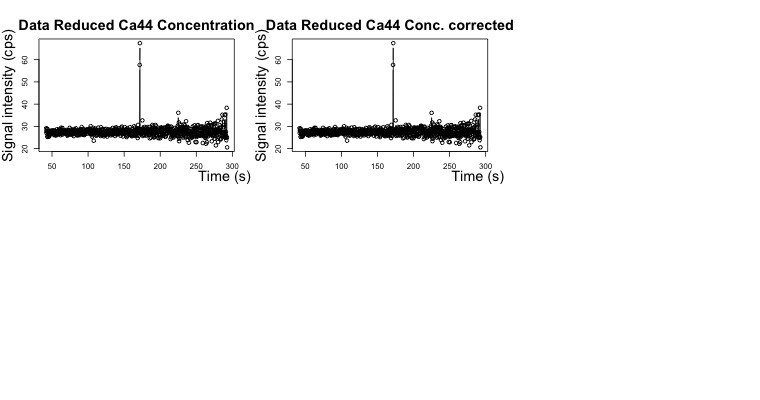 Data Reduced Ca44 Concentration
Signal intensity (cps)
60
50
40
30
20
50 100 150 200 250 300
Time (s)
Data Reduced Ca44 Conc. corrected
Signal intensity (cps)
60
50
40
30
20
50 100 150 200 250 300
Time (s)